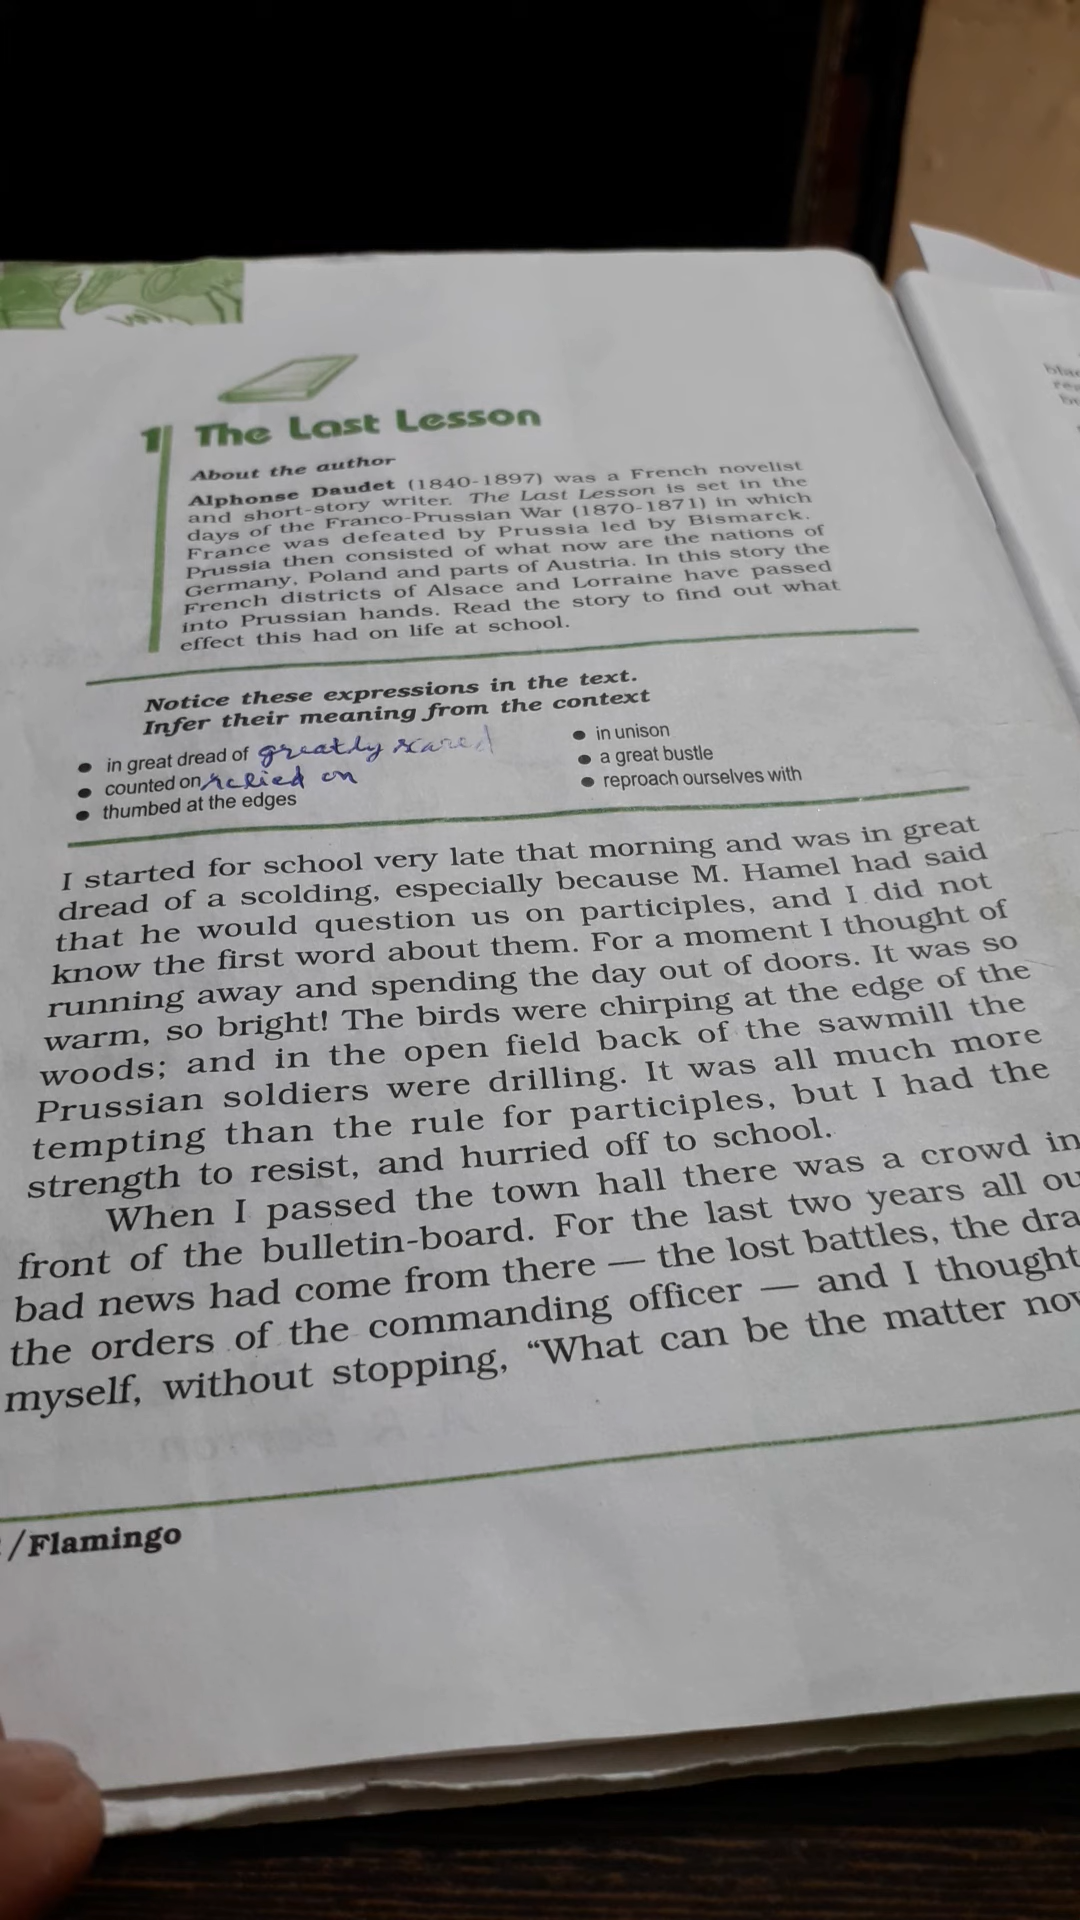 1 The Last Lesson
About the author
Alphonse Daudet (1840-1897) was a French novelist
and short-story writer. The Last Lesson is set in the
days of the Franco-Prussian War (1870-1871) in which
France was defeated by Prussia led by Bismarck.
Prussia then consisted of what now are the nations of
Germany, Poland and parts of Austria. In this story the
French districts of Alsace and Lorraine have passed
into Prussian hands. Read the story to find out what
effect this had on life at school.
Notice these expressions in the text.
Infer their meaning from the context
in great dread of greatly scared
counted on relied on
thumbed at the edges
in unison
a great bustle
reproach ourselves with
I started for school very late that morning and was in great
dread of a scolding, especially because M. Hamel had said
that he would question us on participles, and I did not
know the first word about them. For a moment I thought of
running away and spending the day out of doors. It was so
warm, so bright! The birds were chirping at the edge of the
woods; and in the open field back of the sawmill the
Prussian soldiers were drilling. It was all much more
tempting than the rule for participles, but I had the
strength to resist, and hurried off to school.
When I passed the town hall there was a crowd in
front of the bulletin-board. For the last two years all ou
bad news had come from there — the lost battles, the dra
the orders of the commanding officer — and I thought
myself, without stopping, “What can be the matter no
/Flamingo